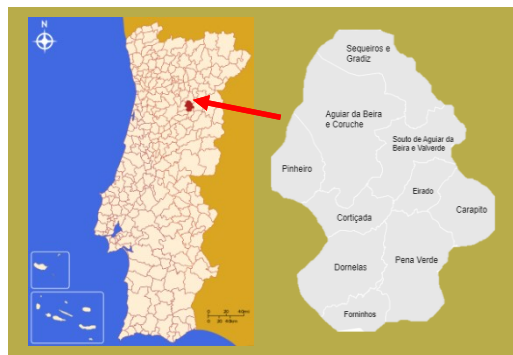 N
Sequeiros e
Gradiz
Aguiar da Beira
e Coruche
Souto de Aguiar da
Beira e Valverde
Pinheiro
Eirado
Carapito
Cortiçada
Pena Verde
Dornelas
Forninhos